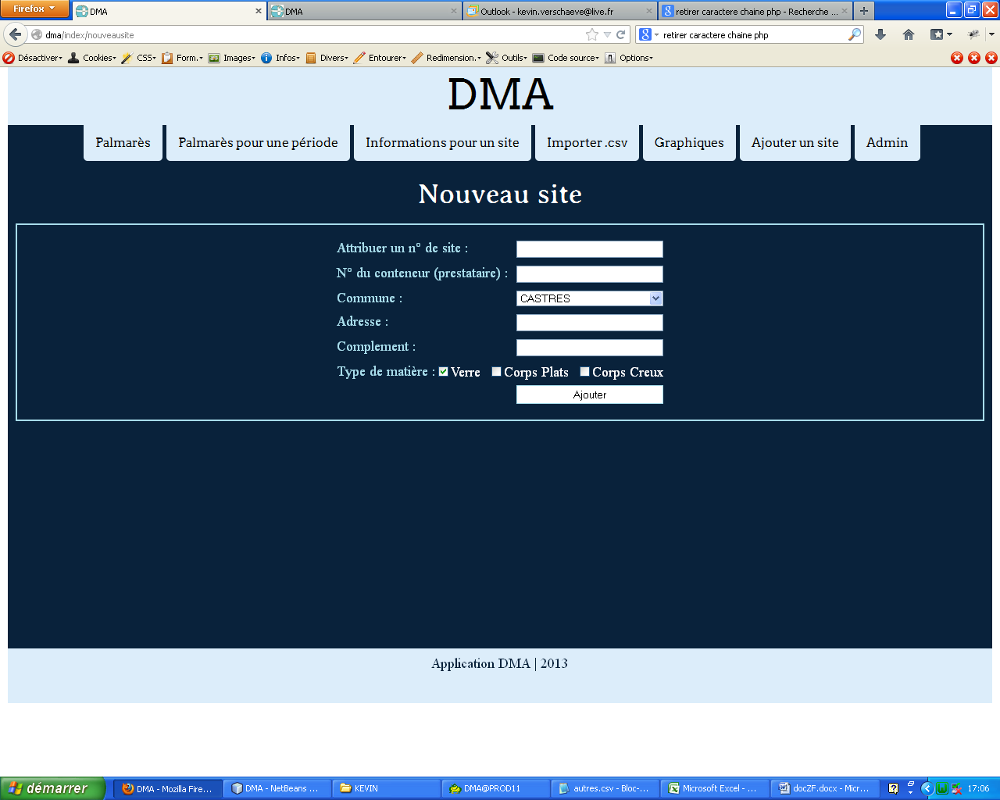 Firefox
DMA
DMA
Outlook - kevin.verschaeve@live.fr
retirer caractere chaine php - Recherche ...
dma/index/nouveausite
retirer caractere chaine php
Désactiver Cookies CSS Form. Images Infos Divers Entourer Redimension. Outils Code source Options
DMA
Palmarès
Palmarès pour une période
Informations pour un site
Importer .csv
Graphiques
Ajouter un site
Admin
Nouveau site
Attribuer un n° de site :
N° du conteneur (prestataire) :
Commune : CASTRES
Adresse :
Complement :
Type de matière : Verre Corps Plats Corps Creux
Ajouter
Application DMA | 2013
démarrer
DMA - Mozilla Fire...
DMA - NetBeans ...
KEVIN
DMA@PROD11
autres.csv - Bloc-...
Microsoft Excel - ...
docZF.docx - Micr...
17:06